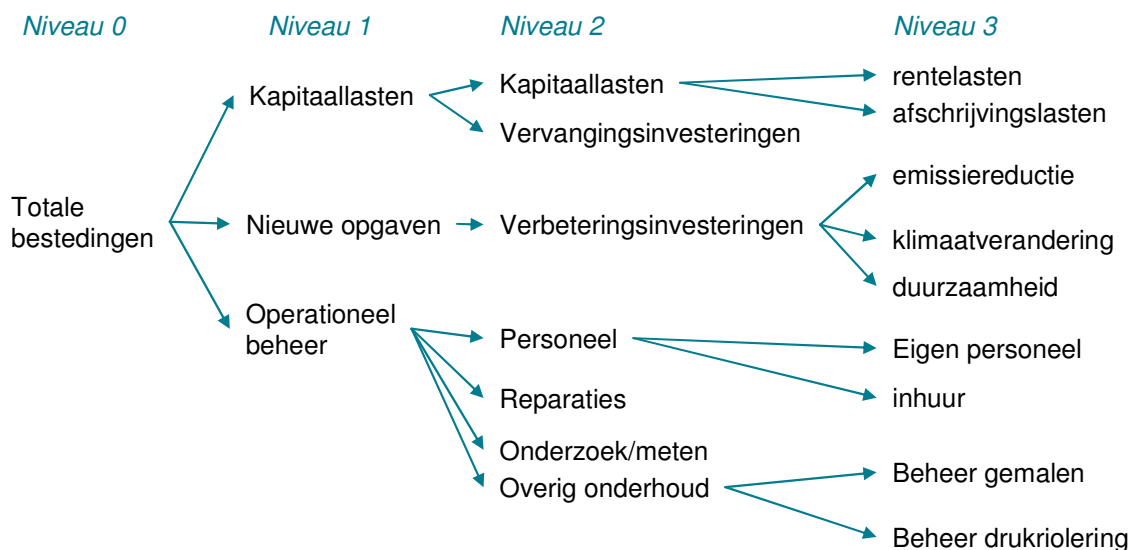 Niveau 0
Niveau 1
Niveau 2
Niveau 3
Totale
bestedingen
Kapitaallasten
Nieuwe opgaven
Operationeel
beheer
Kapitaallasten
Vervangingsinvesteringen
Verbeteringsinvesteringen
Personeel
Reparaties
Onderzoek/meten
Overig onderhoud
rentelasten
afschrijvingslasten
emissiereductie
klimaatverandering
duurzaamheid
Eigen personeel
inhuur
Beheer gemalen
Beheer drukriolering